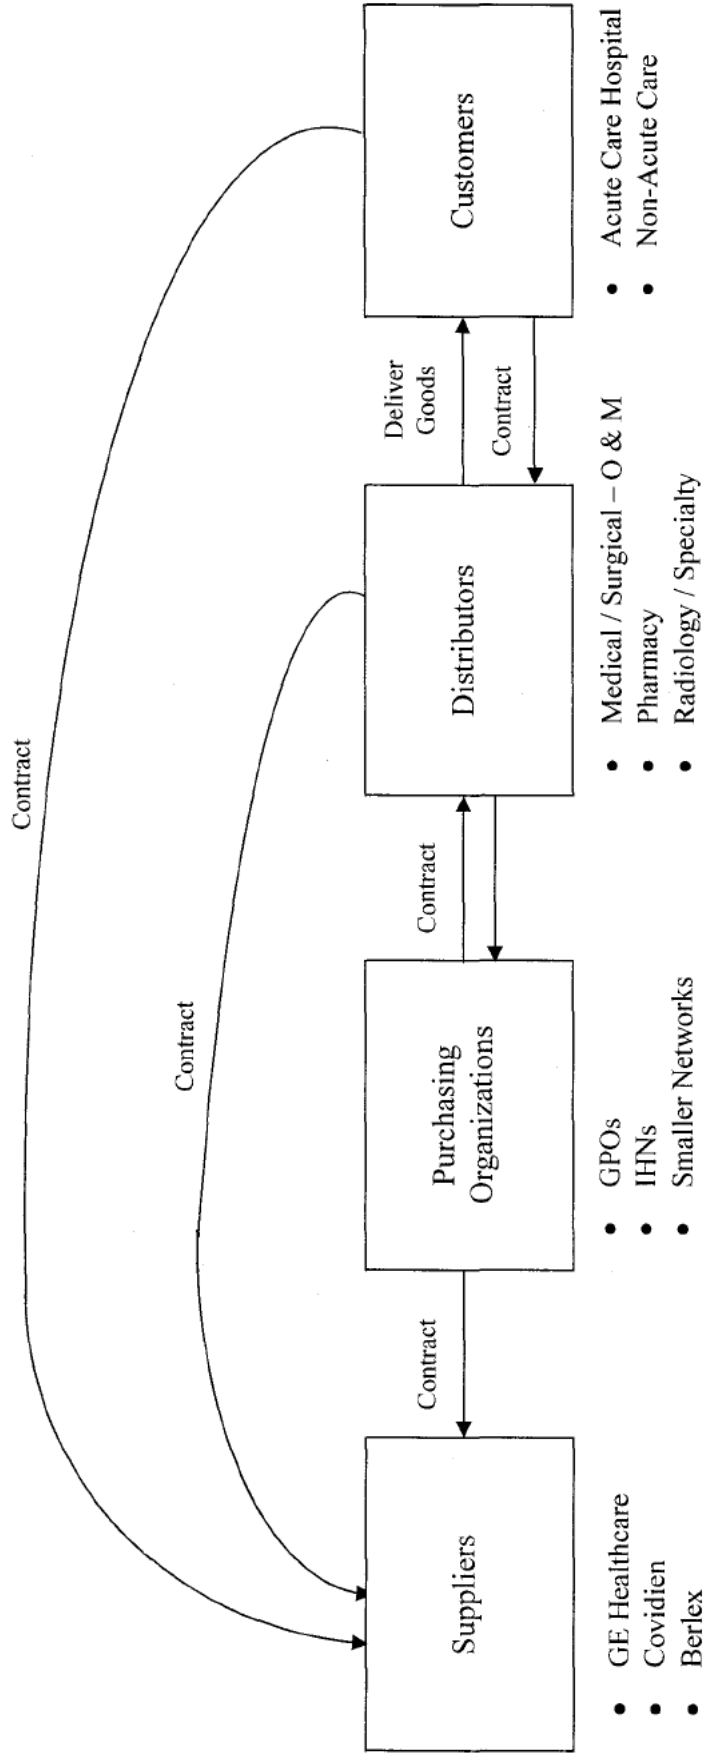 Contract
Contract
Suppliers
Contract
Purchasing
Organizations
Contract
Distributors
Deliver
Goods
Contract
Customers
• GE Healthcare
• Covidien
• Berlex
• GPOs
• IHNs
• Smaller Networks
• Medical / Surgical – O & M
• Pharmacy
• Radiology / Specialty
• Acute Care Hospital
• Non-Acute Care